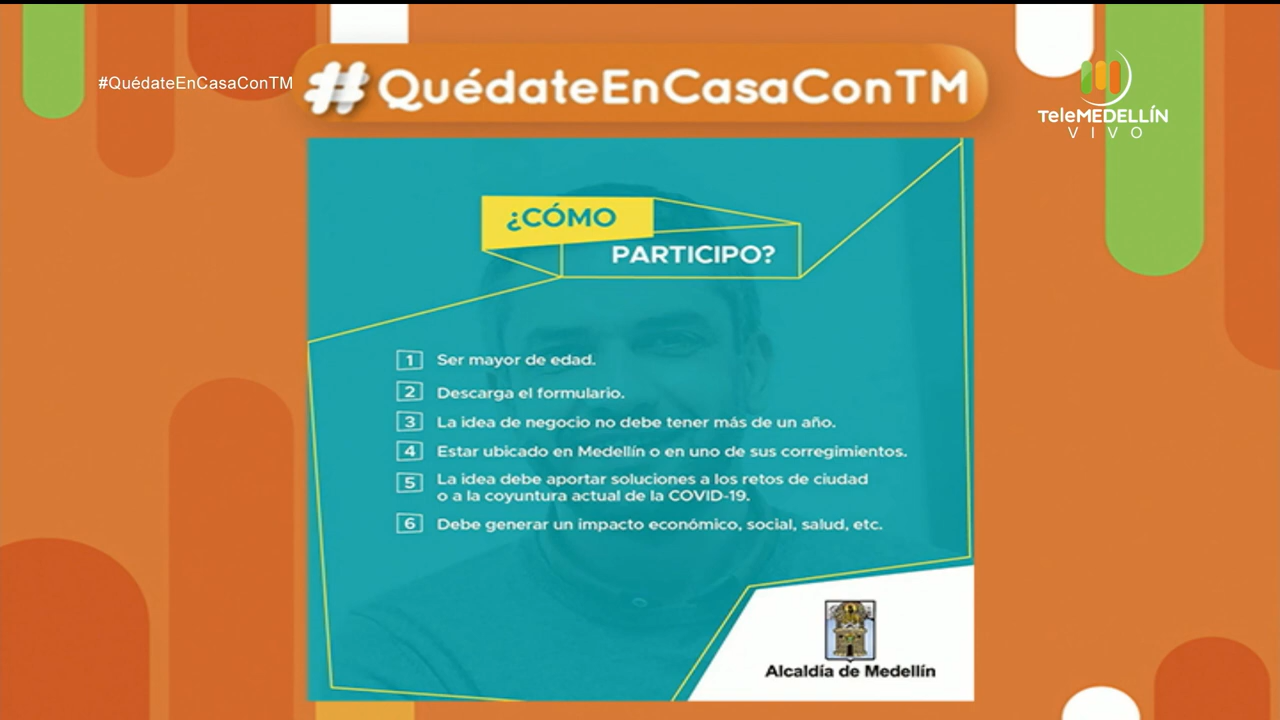 #QuédateEnCasaConTM
#QuédateEnCasaConTM
TeleMEDELLÍN
VIVO
¿CÓMO
PARTICIPO?
1 Ser mayor de edad.
2 Descarga el formulario.
3 La idea de negocio no debe tener más de un año.
4 Estar ubicado en Medellín o en uno de sus corregimientos.
5 La idea debe aportar soluciones a los retos de ciudad
o a la coyuntura actual de la COVID-19.
6 Debe generar un impacto económico, social, salud, etc.
Alcaldía de Medellín